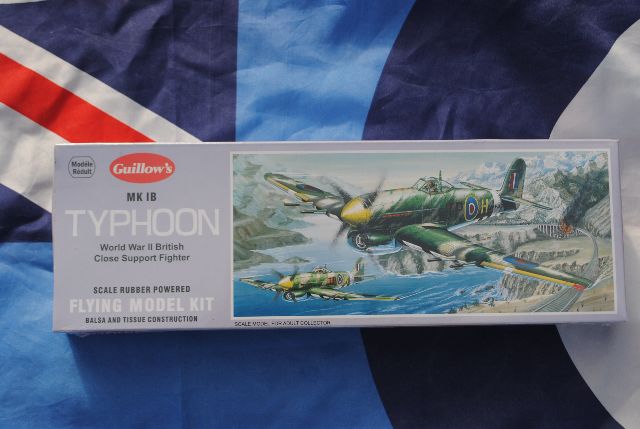 Modèle
Réduit
Guillow's
MK IB
TYPHOON
World War II British
Close Support Fighter
SCALE RUBBER POWERED
FLYING MODEL KIT
BALSA AND TISSUE CONSTRUCTION
SCALE MODEL FOR ADULT COLLECTOR
H